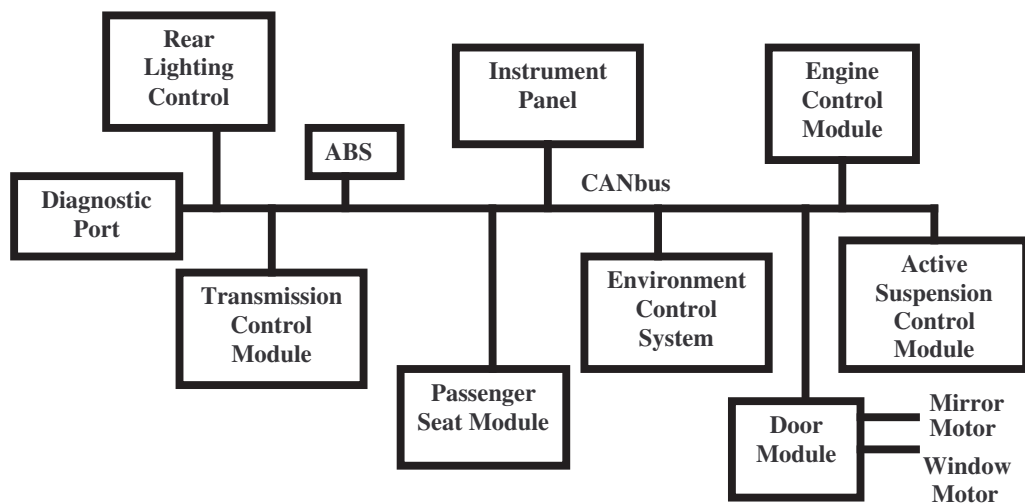 Rear
Lighting
Control
Instrument
Panel
Engine
Control
Module
ABS
CANbus
Diagnostic
Port
Transmission
Control
Module
Environment
Control
System
Active
Suspension
Control
Module
Passenger
Seat Module
Door
Module
Mirror
Motor
Window
Motor